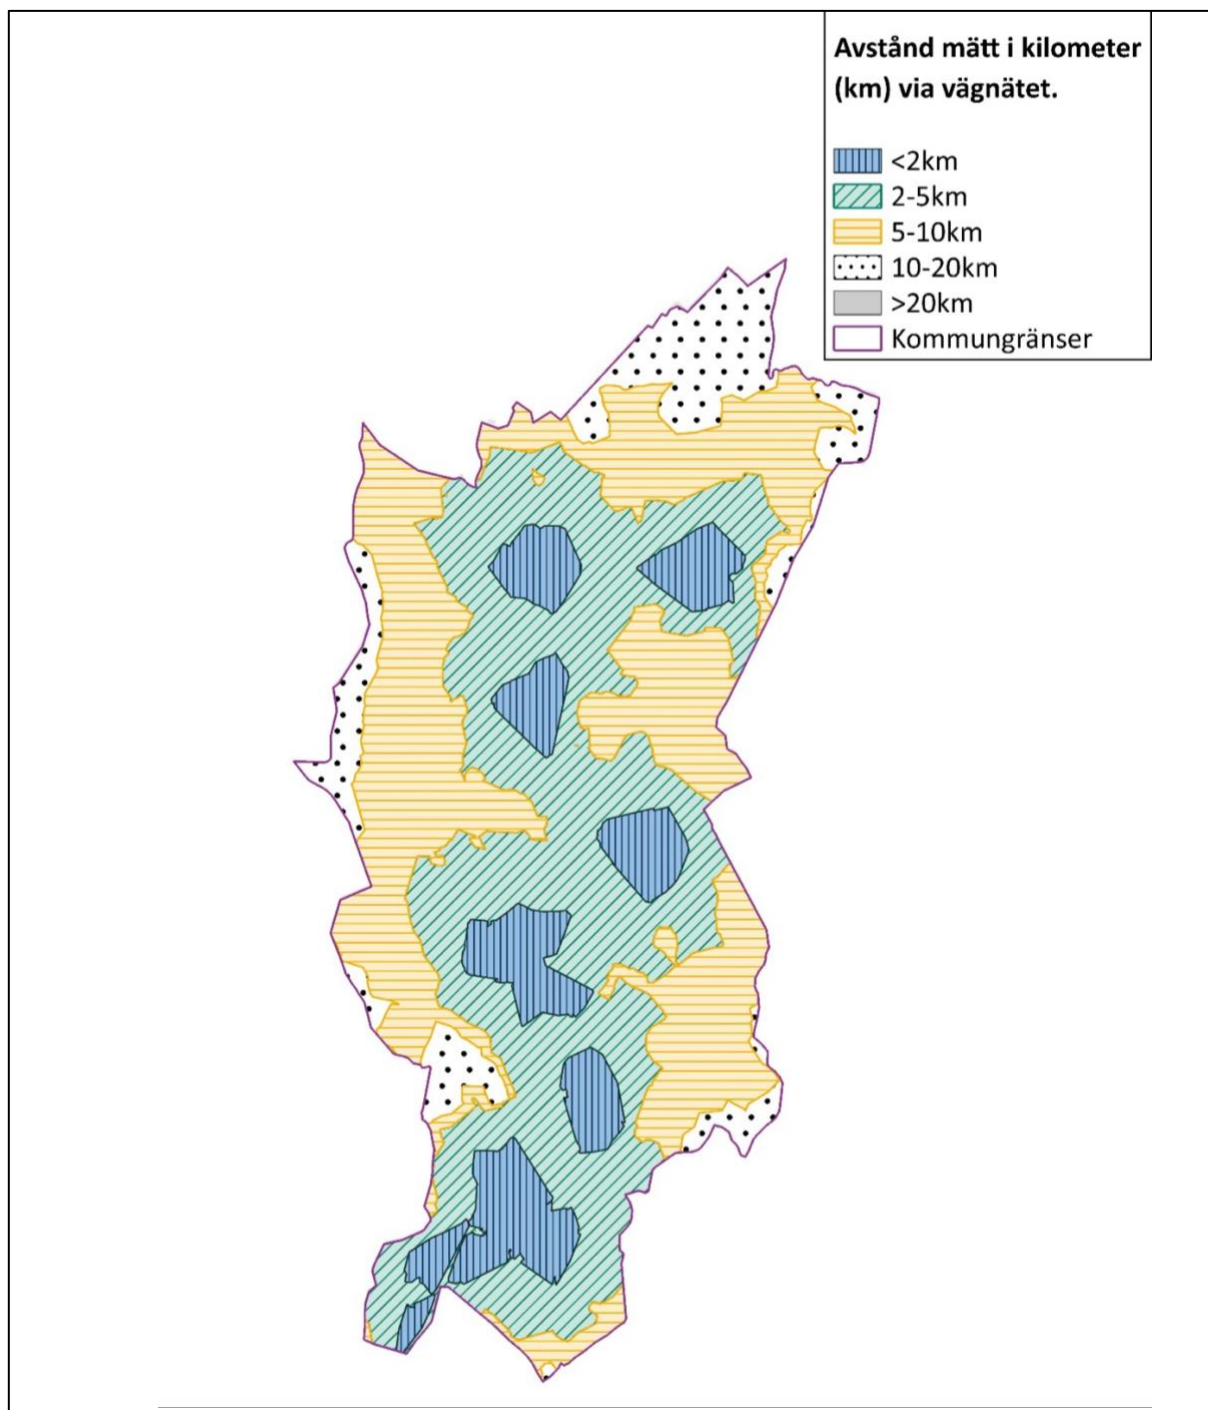 Avstånd mätt i kilometer
(km) via vägnätet.
<2km
2-5km
5-10km
10-20km
>20km
Kommungränser